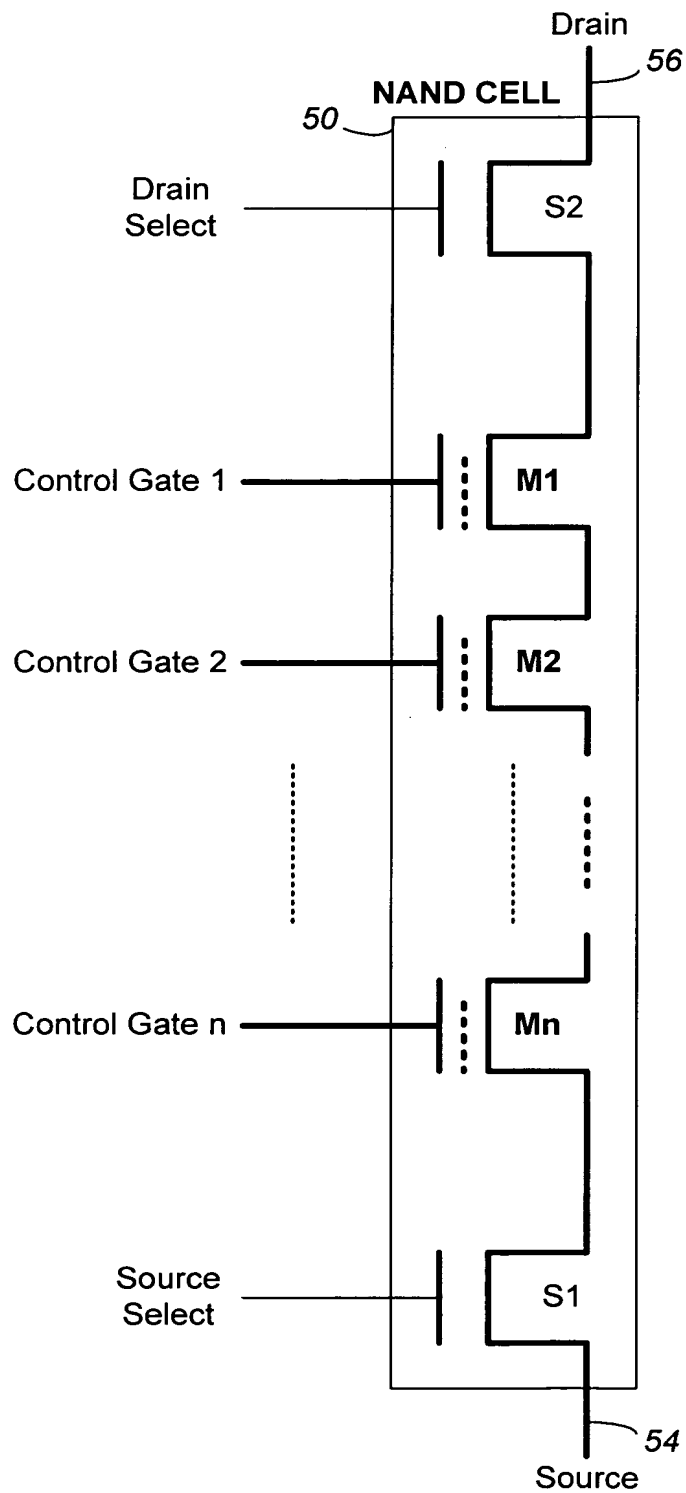 Drain
56
NAND CELL
50
Drain
Select
S2
Control Gate 1
M1
Control Gate 2
M2
Control Gate n
Mn
Source
Select
S1
54
Source